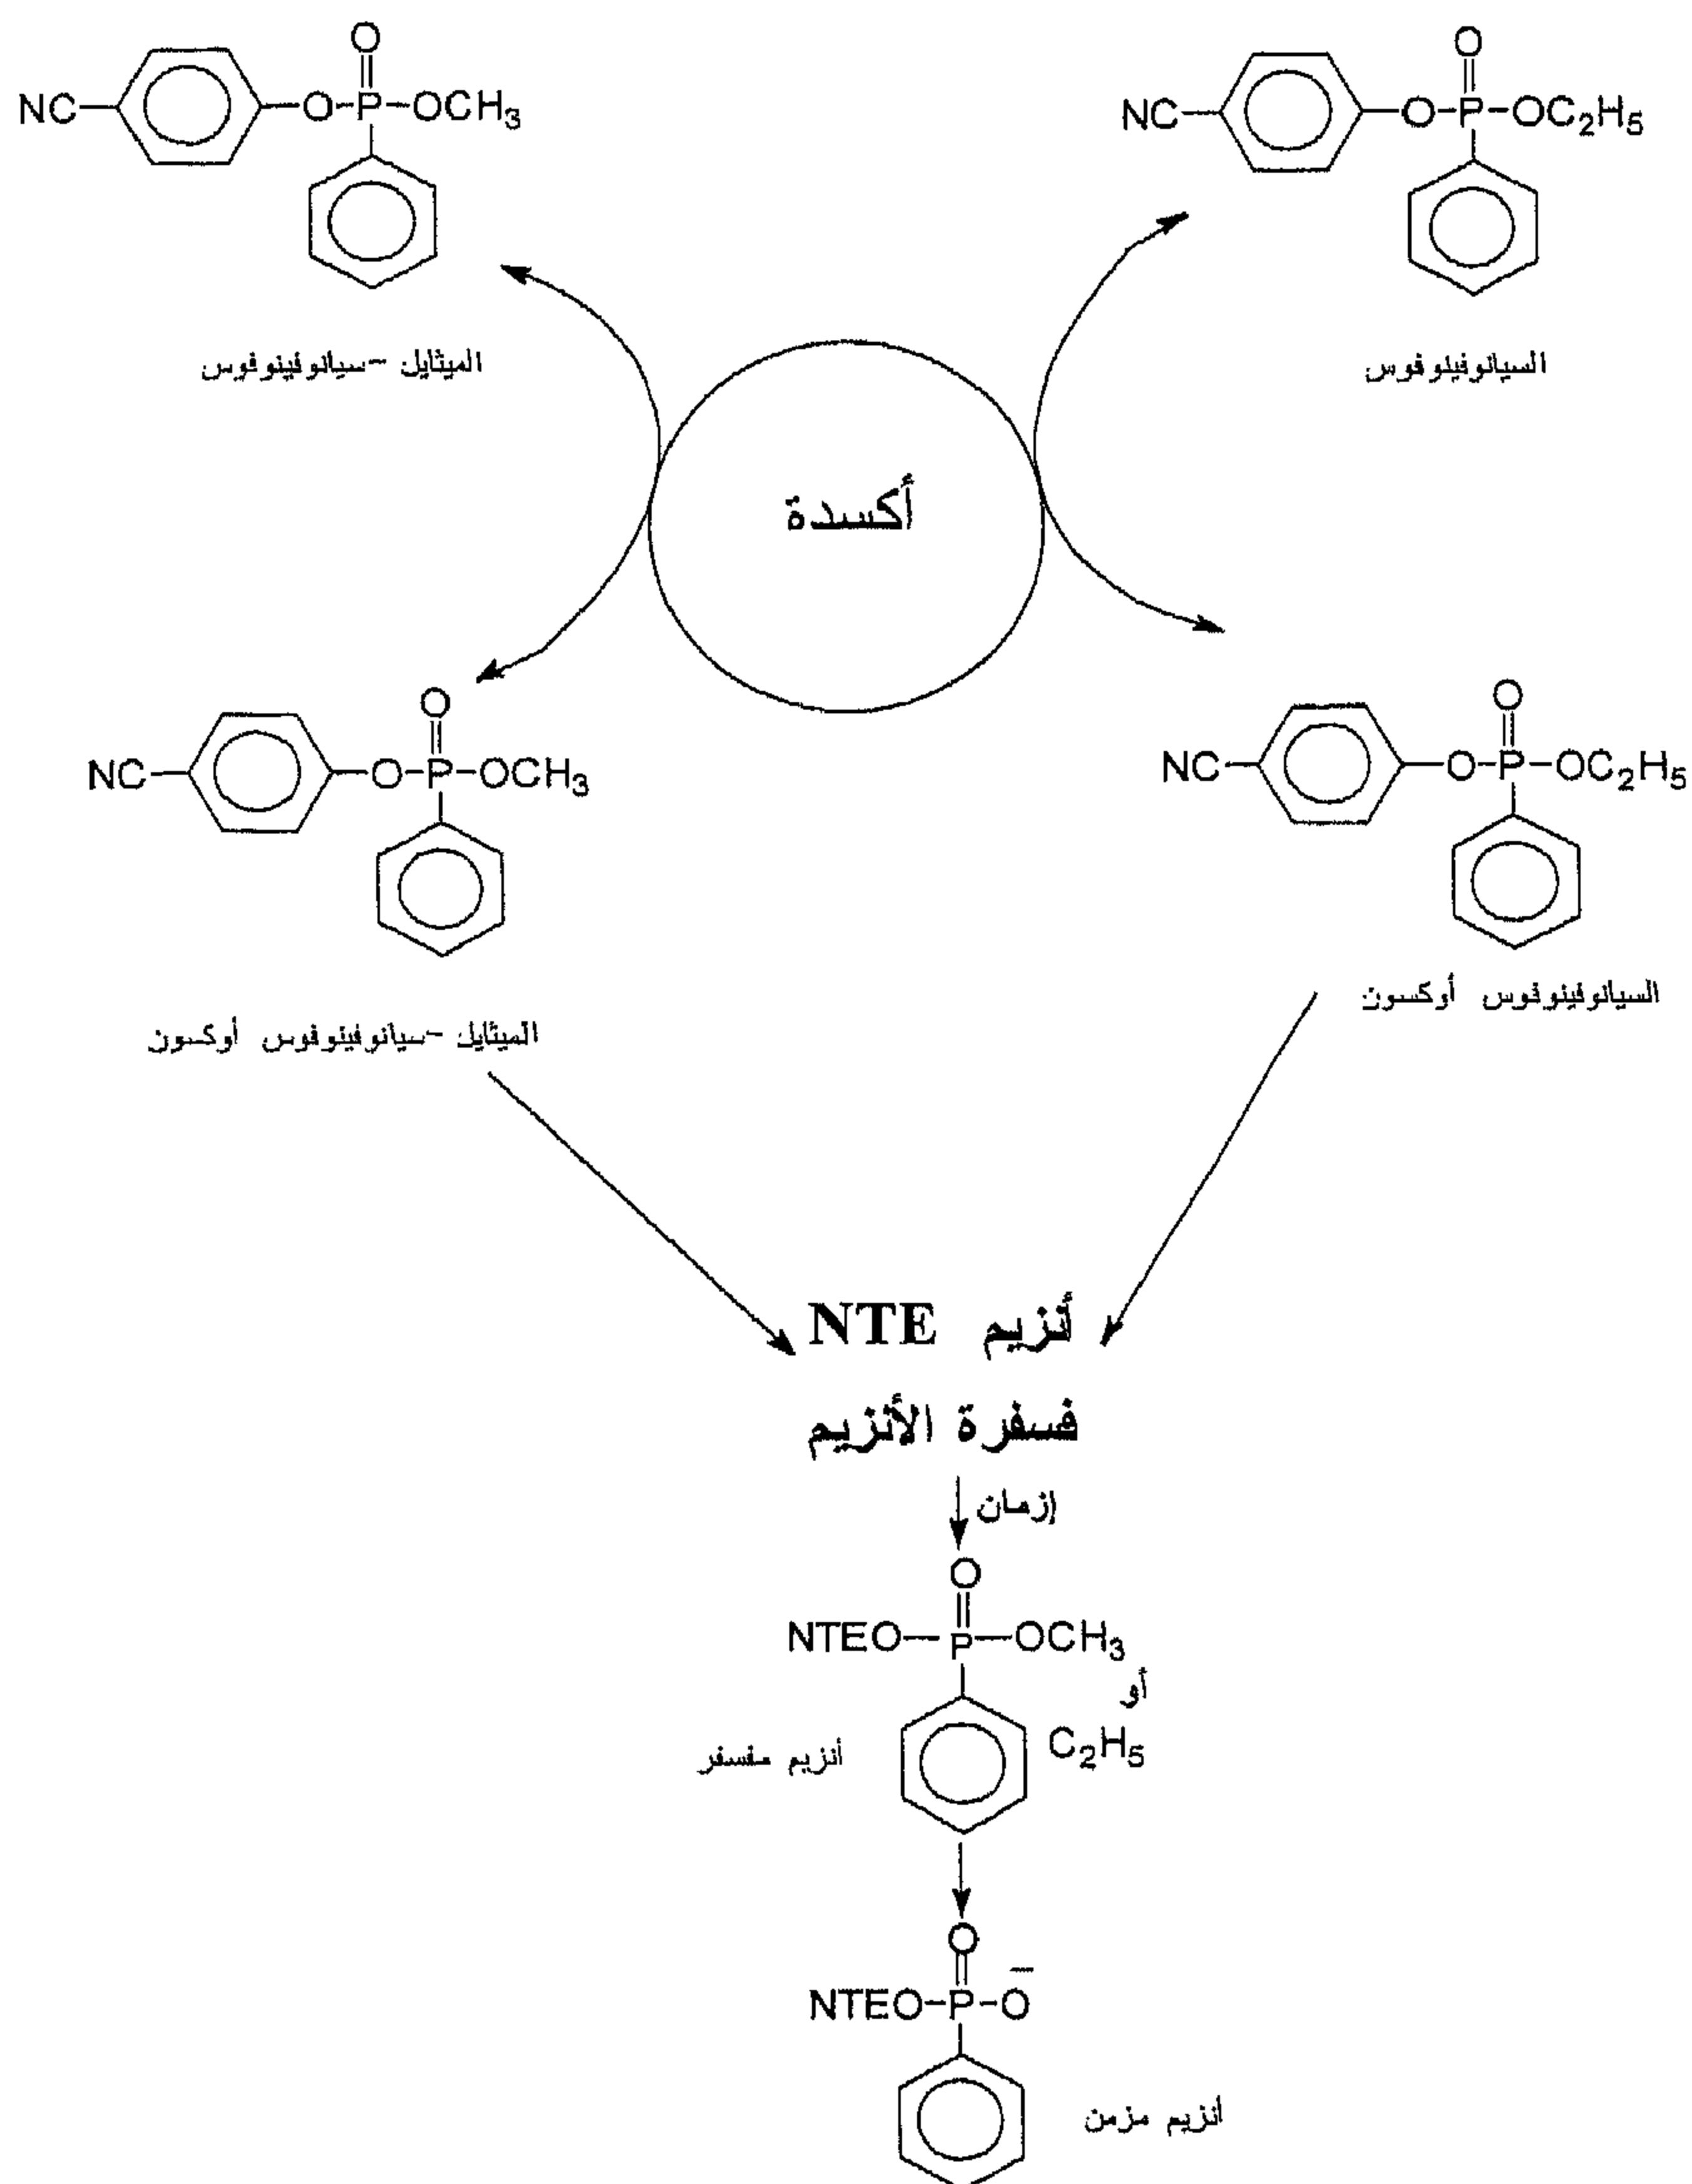 O
NC O P OCH3
الميثايل - سيانوفينوفوس
O
NC O P OC2H5
السيانوفينوفوس
أكسدة
O
NC O P OCH3
الميثايل - سيانوفينوفوس أوكسون
O
NC O P OC2H5
السيانوفينوفوس أوكسون
أنزيم NTE
فسفرة الأنزيم
إزمان
O
NTEO P OCH3
أو
C2H5
أنزيم مفسفر
O
NTEO-P-O−
أنزيم مزمن